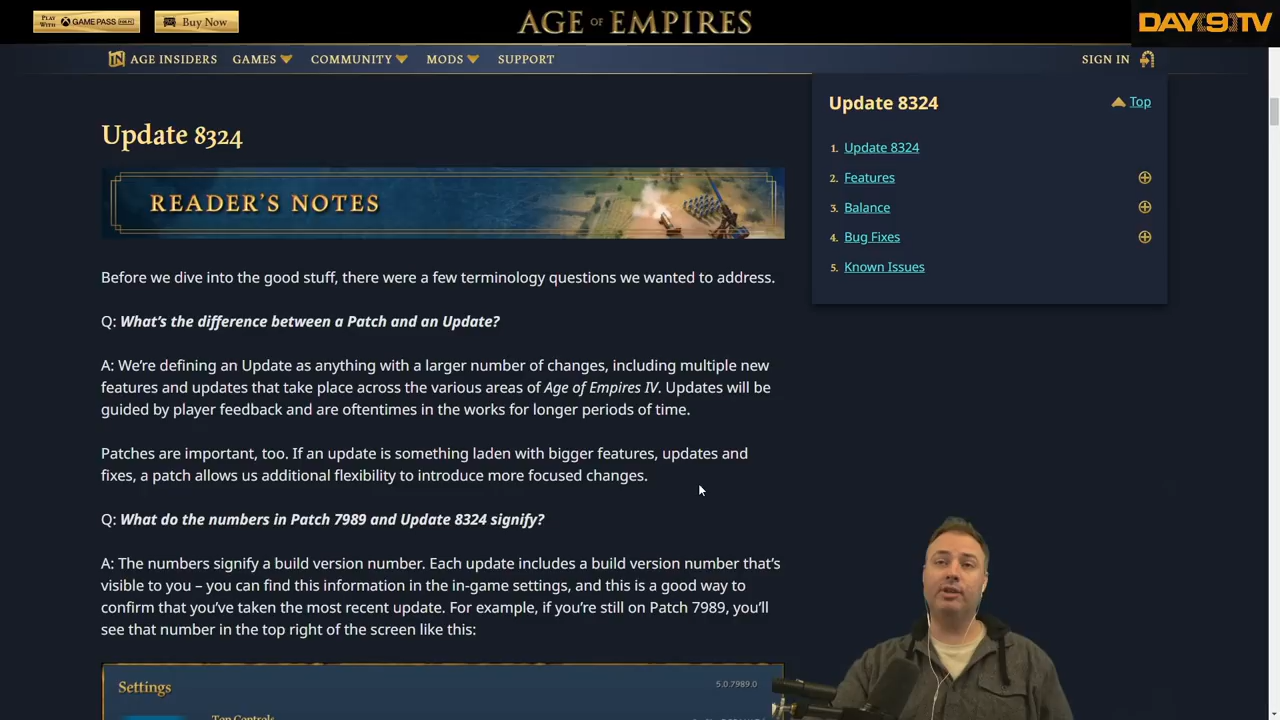 PLAY WITH XBOX GAME PASS FOR PC
Buy Now
AGE OF EMPIRES
DAY9TV
IN AGE INSIDERS GAMES COMMUNITY MODS SUPPORT SIGN IN
Update 8324
READER'S NOTES
Before we dive into the good stuff, there were a few terminology questions we wanted to address.
Q: What's the difference between a Patch and an Update?
A: We're defining an Update as anything with a larger number of changes, including multiple new
features and updates that take place across the various areas of Age of Empires IV. Updates will be
guided by player feedback and are oftentimes in the works for longer periods of time.
Patches are important, too. If an update is something laden with bigger features, updates and
fixes, a patch allows us additional flexibility to introduce more focused changes.
Q: What do the numbers in Patch 7989 and Update 8324 signify?
A: The numbers signify a build version number. Each update includes a build version number that's
visible to you – you can find this information in the in-game settings, and this is a good way to
confirm that you've taken the most recent update. For example, if you're still on Patch 7989, you'll
see that number in the top right of the screen like this:
Settings 5.0.7989.0
Update 8324 Top
1. Update 8324
2. Features
3. Balance
4. Bug Fixes
5. Known Issues